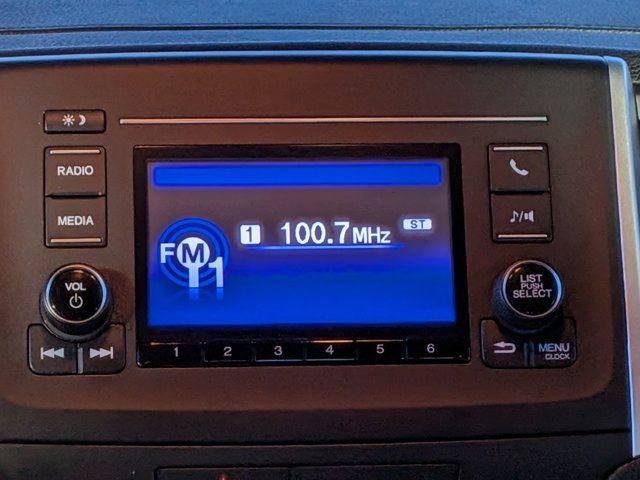 RADIO
MEDIA
VOL
FM1
1 100.7MHz ST
LIST
PUSH
SELECT
1 2 3 4 5 6
MENU
CLOCK